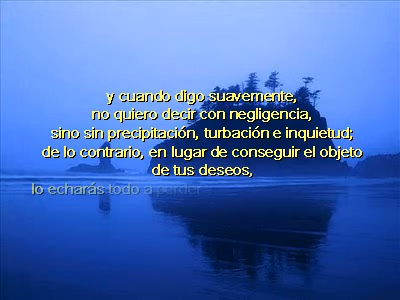 y cuando digo suavemente,
no quiero decir con negligencia,
sino sin precipitación, turbación e inquietud;
de lo contrario, en lugar de conseguir el objeto
de tus deseos,
lo echarás todo a perder